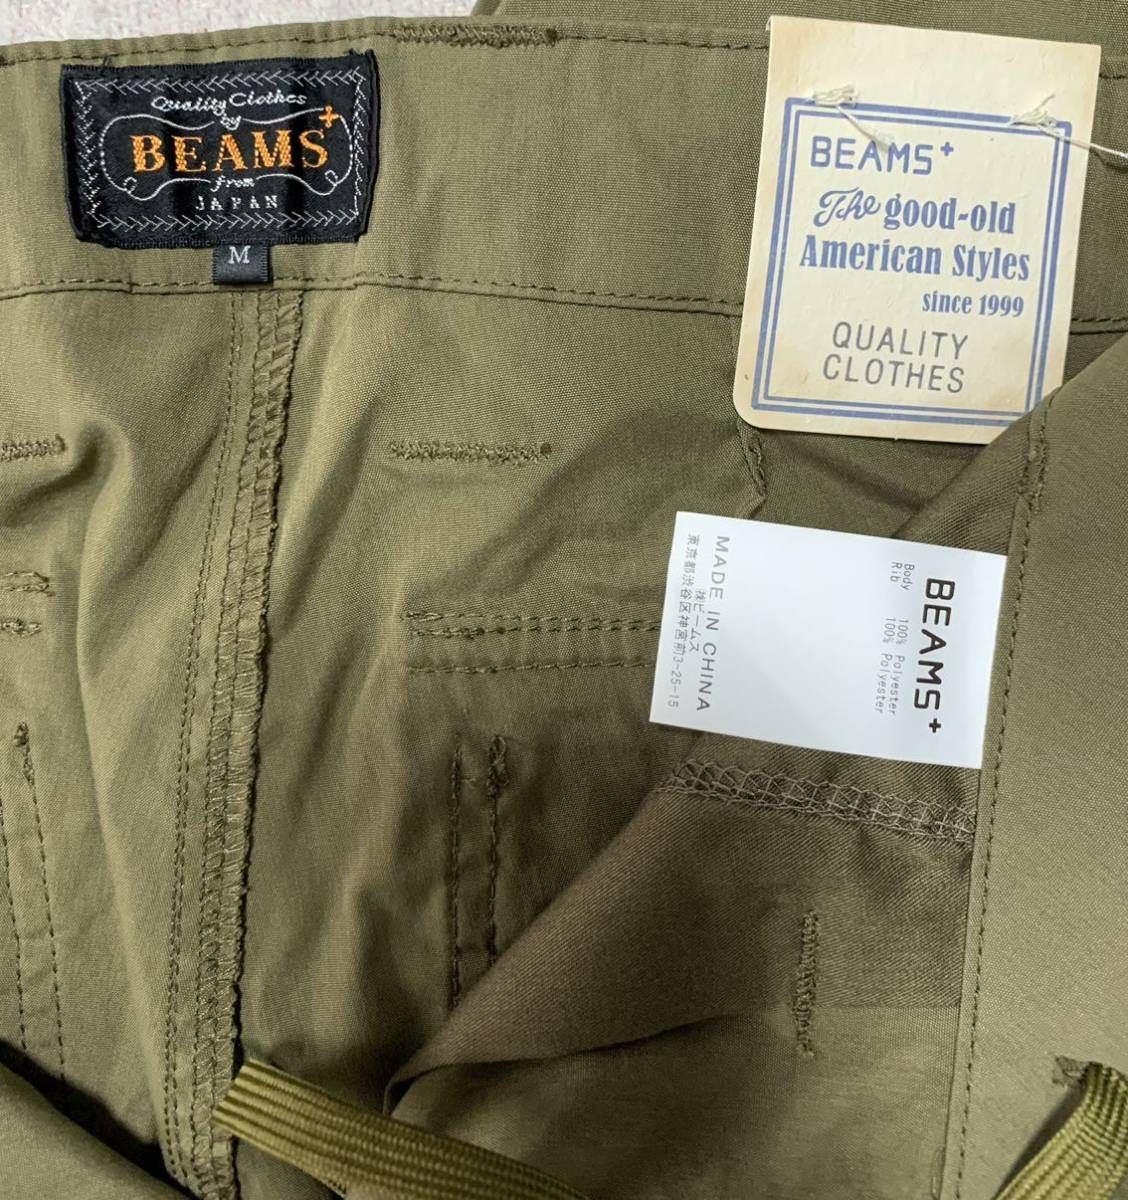 Quality Clothes
by
BEAMS+
from
JAPAN
M
BEAMS+
The good-old
American Styles
since 1999
QUALITY
CLOTHES
BEAMS+
Body 100% Polyester
Rib 100% Polyester
MADE IN CHINA
㈱ビームス
東京都渋谷区神宮前3-25-15